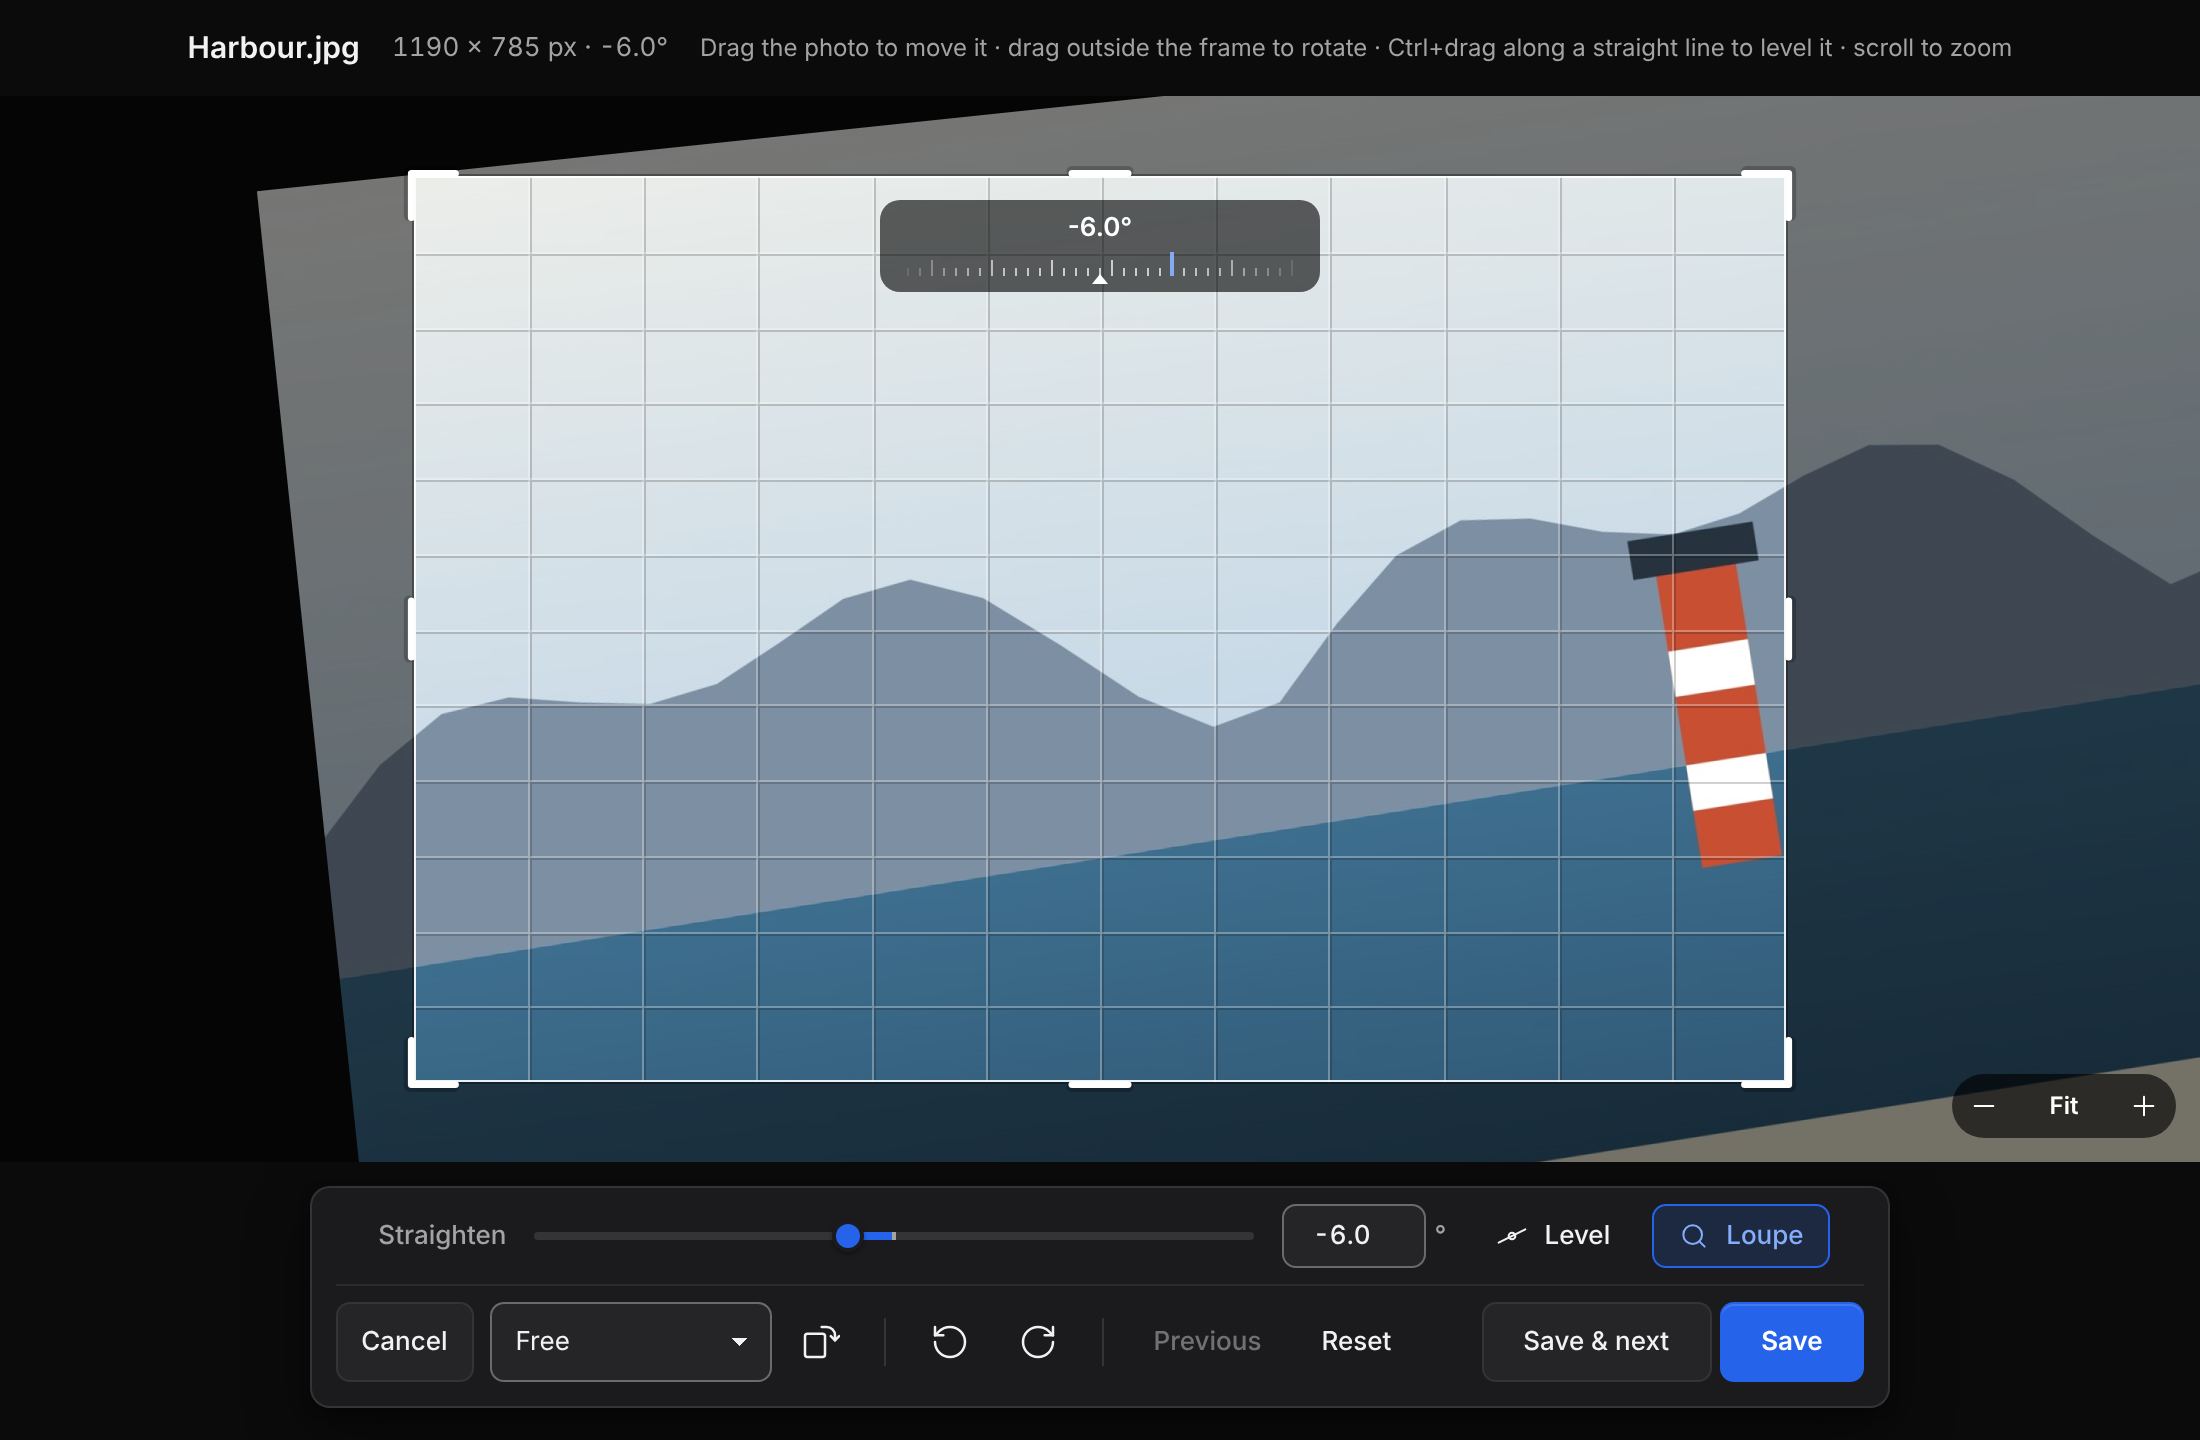 Harbour.jpg 1190 × 785 px · -6.0° Drag the photo to move it · drag outside the frame to rotate · Ctrl+drag along a straight line to level it · scroll to zoom
-6.0°
Fit
Straighten -6.0 ° Level Loupe
Cancel Free Previous Reset Save & next Save